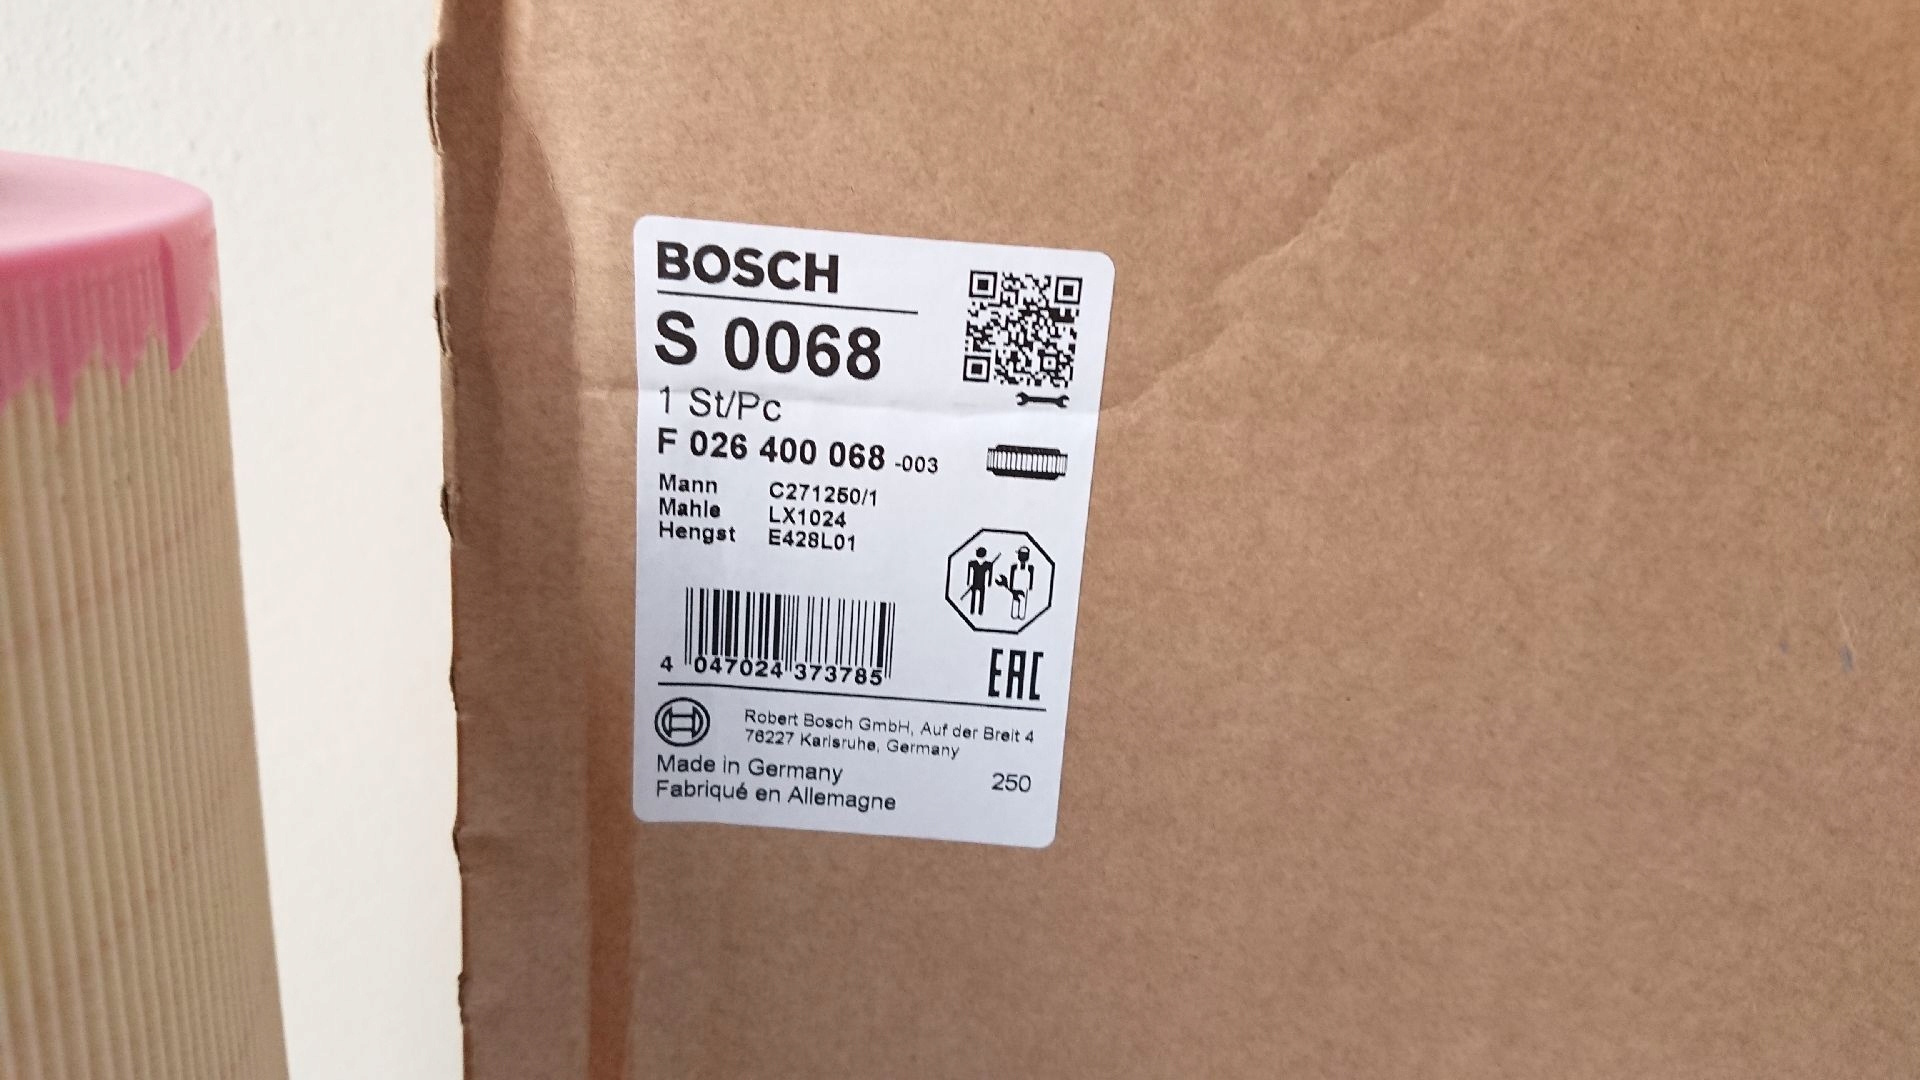 BOSCH
S 0068
1 St/Pc
F 026 400 068 -003
Mann C271250/1
Mahle LX1024
Hengst E428L01
4 047024 373785
EAC
Robert Bosch GmbH, Auf der Breit 4
76227 Karlsruhe, Germany
Made in Germany
Fabriqué en Allemagne
250